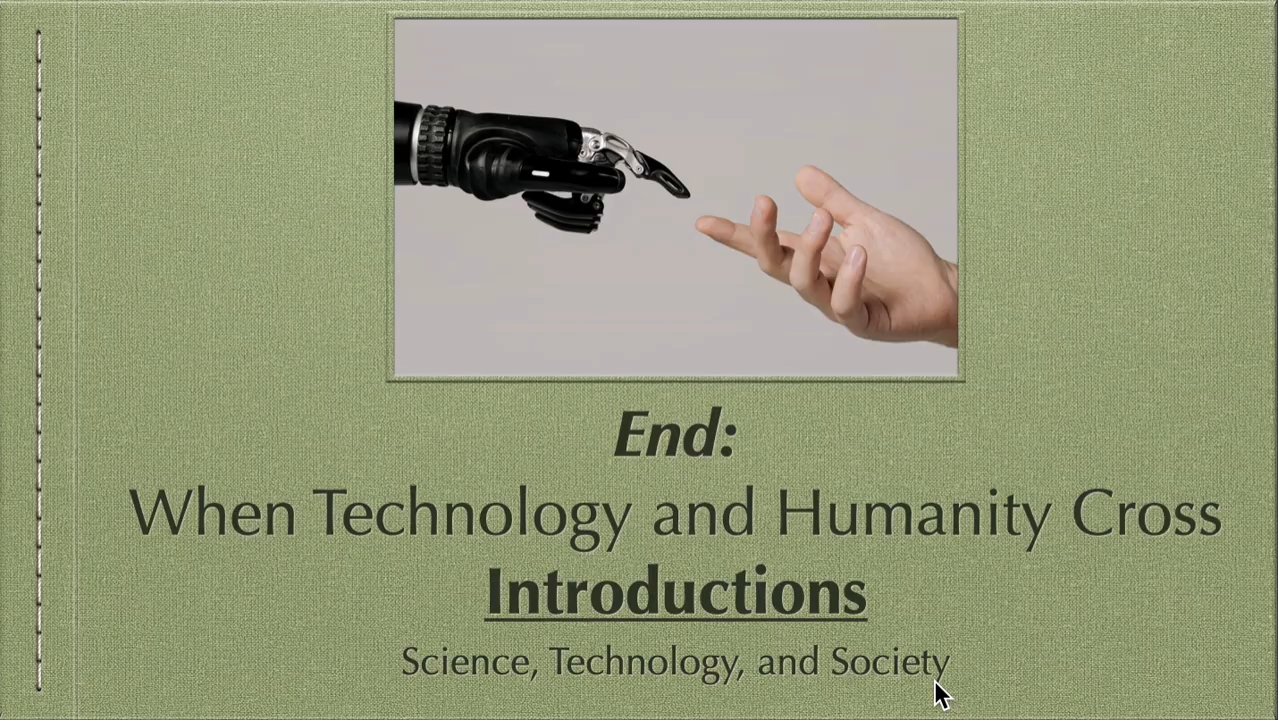 End:
When Technology and Humanity Cross
Introductions
Science, Technology, and Society